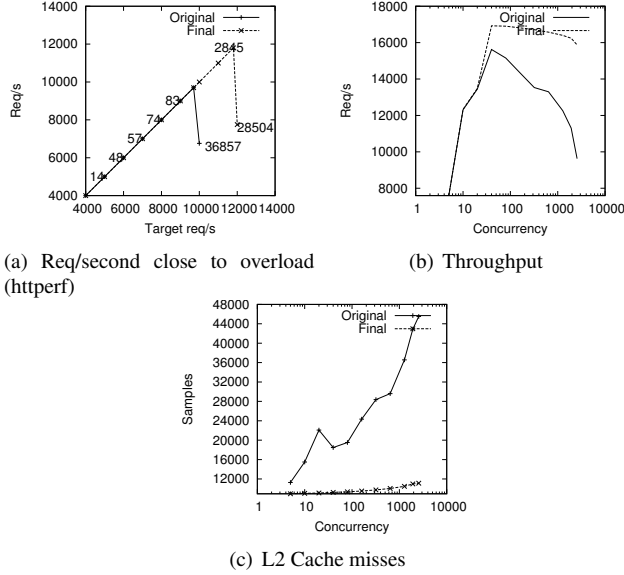 14000
12000
10000
8000
6000
4000
Req/s
Original
Final
14
48
57
74
83
2845
36857
28504
4000 6000 8000 10000 12000 14000
Target req/s
(a) Req/second close to overload
(httperf)
18000
16000
14000
12000
10000
8000
Req/s
Original
Final
1 10 100 1000 10000
Concurrency
(b) Throughput
48000
44000
40000
36000
32000
28000
24000
20000
16000
12000
Samples
Original
Final
1 10 100 1000 10000
Concurrency
(c) L2 Cache misses